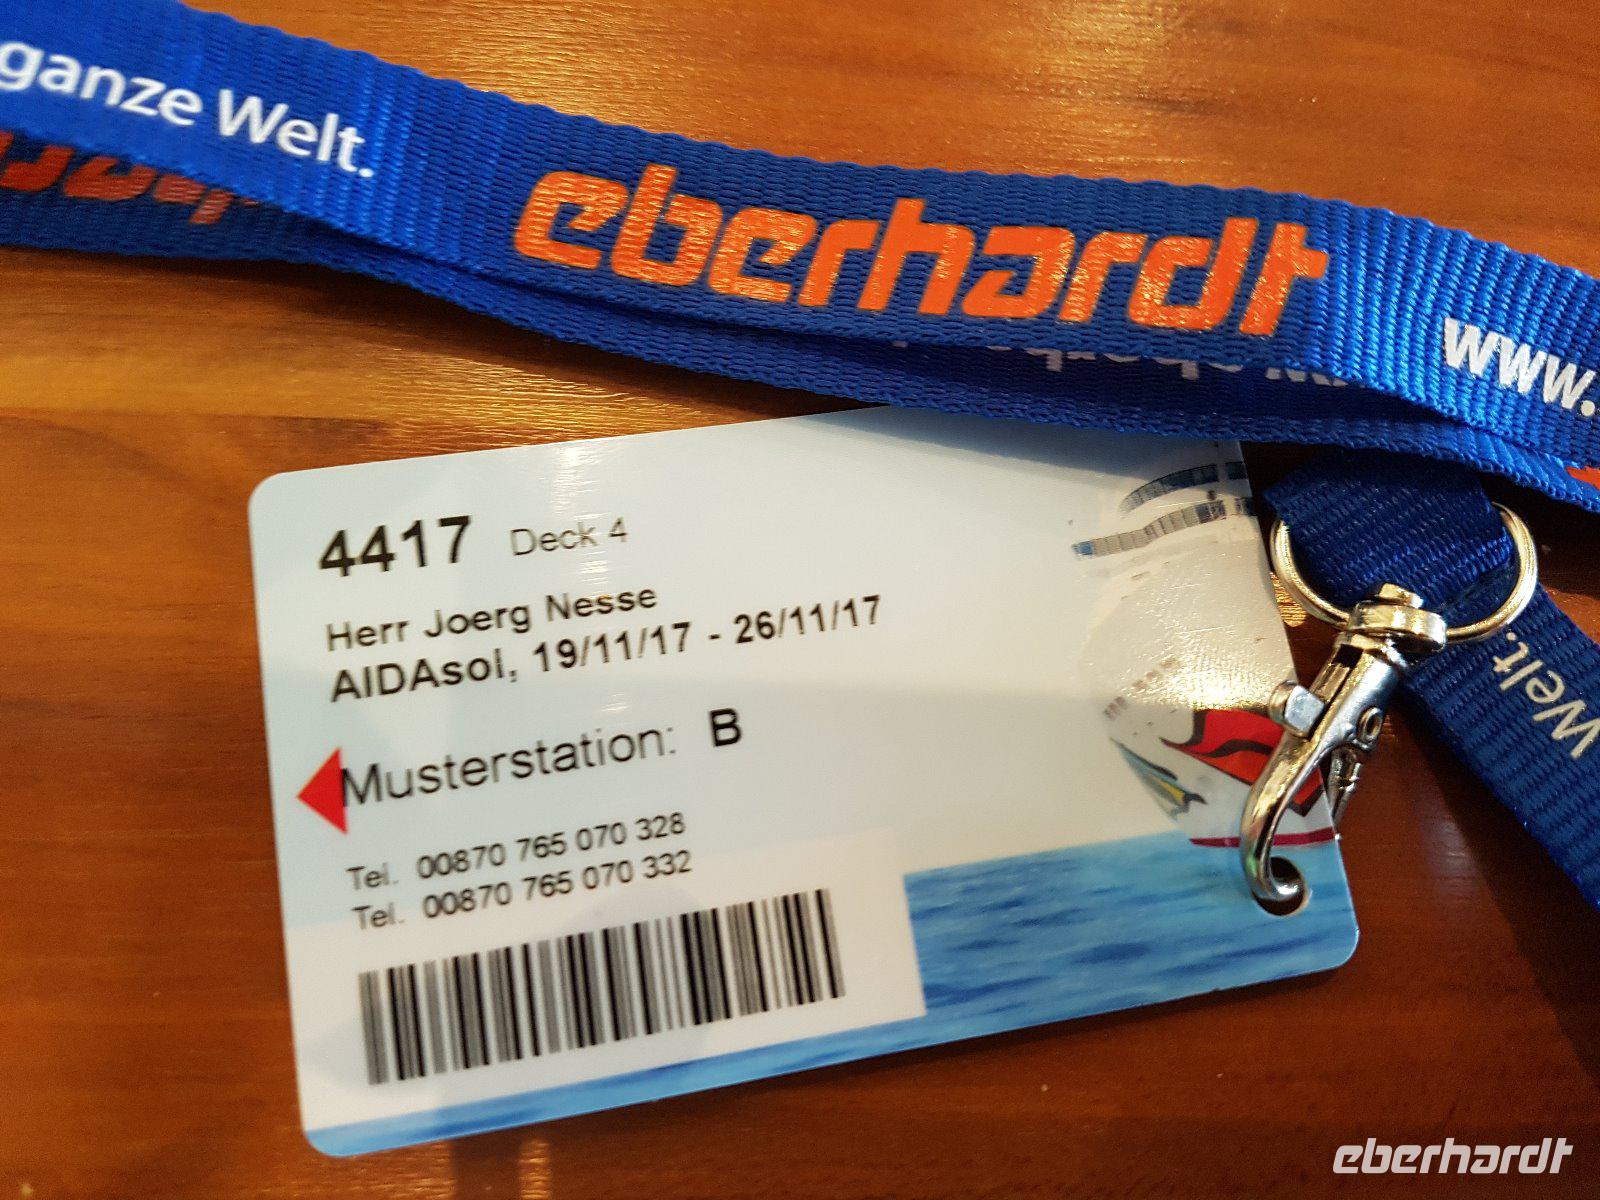 ganze Welt.
eberhardt
www.
4417 Deck 4
Herr Joerg Nesse
AIDAsol, 19/11/17 - 26/11/17
Musterstation: B
Tel. 00870 765 070 328
Tel. 00870 765 070 332
Welt.
eberhardt